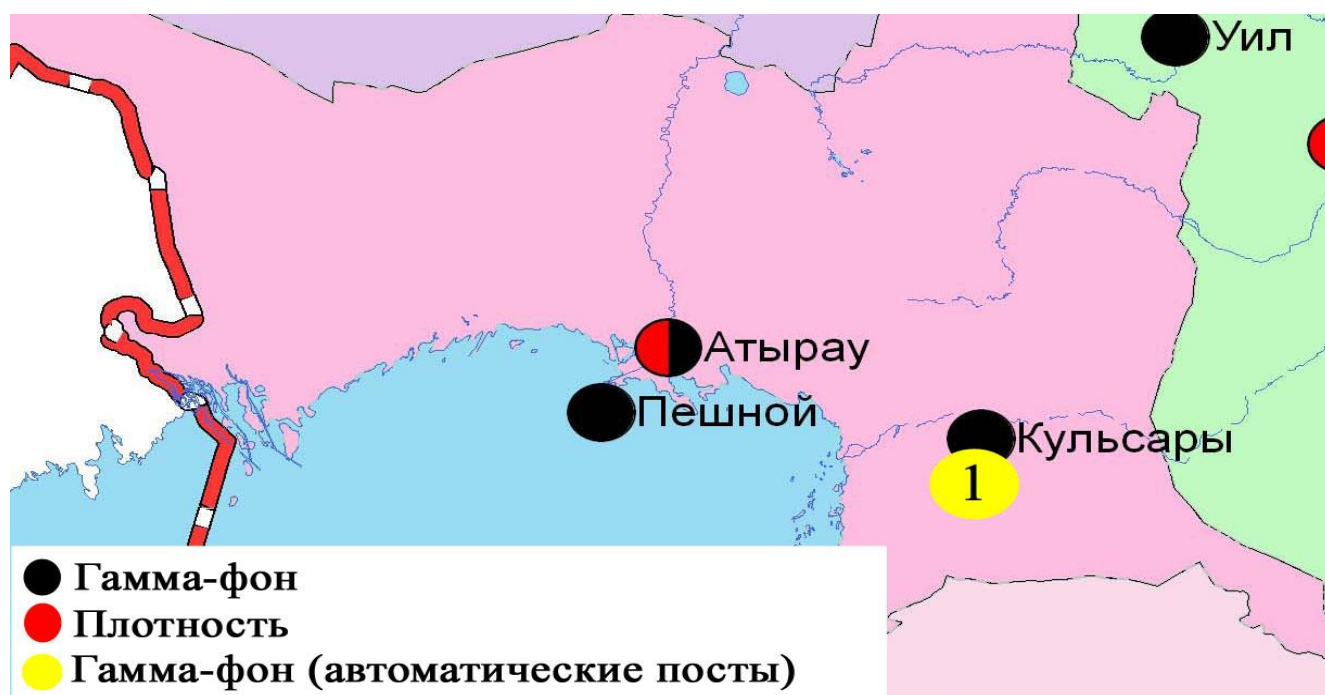 Уил
Атырау
Пешной
Кульсары
1
Гамма-фон
Плотность
Гамма-фон (автоматические посты)